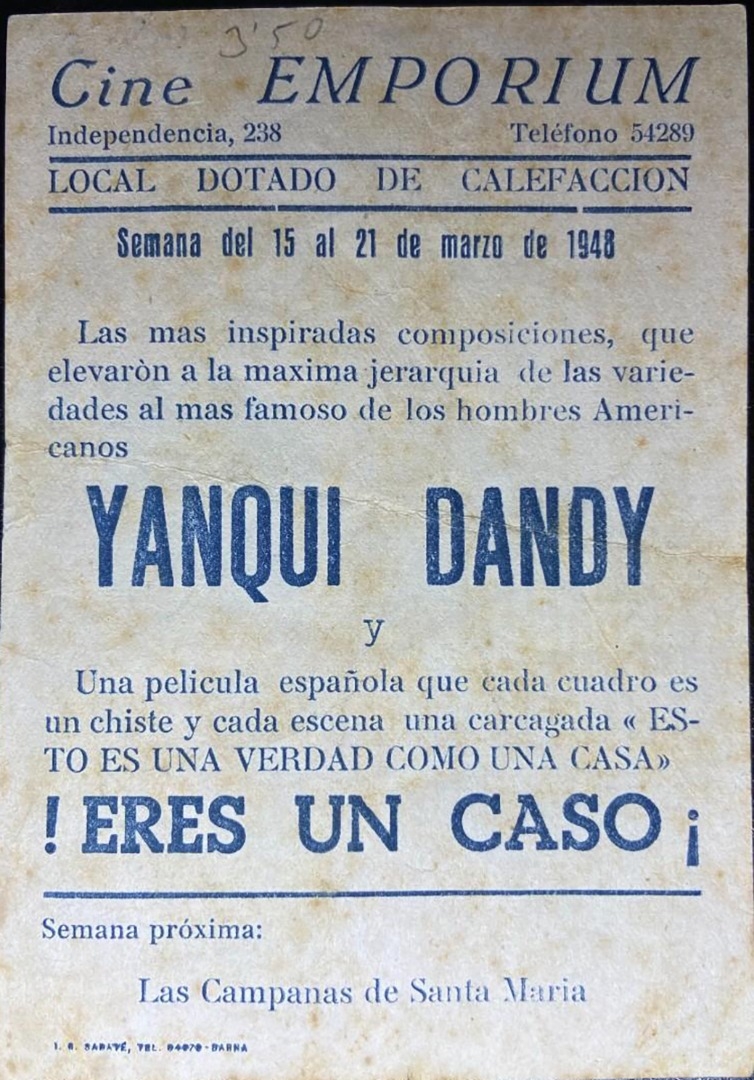 3'50
Cine EMPORIUM
Independencia, 238 Teléfono 54289
LOCAL DOTADO DE CALEFACCION
Semana del 15 al 21 de marzo de 1948
Las mas inspiradas composiciones, que
elevaròn a la maxima jerarquia de las varie-
dades al mas famoso de los hombres Ameri-
canos
YANQUI DANDY
y
Una pelicula española que cada cuadro es
un chiste y cada escena una carcagada « ES-
TO ES UNA VERDAD COMO UNA CASA»
! ERES UN CASO ¡
Semana próxima:
Las Campanas de Santa Maria
SABATÉ, TEL. - BARNA